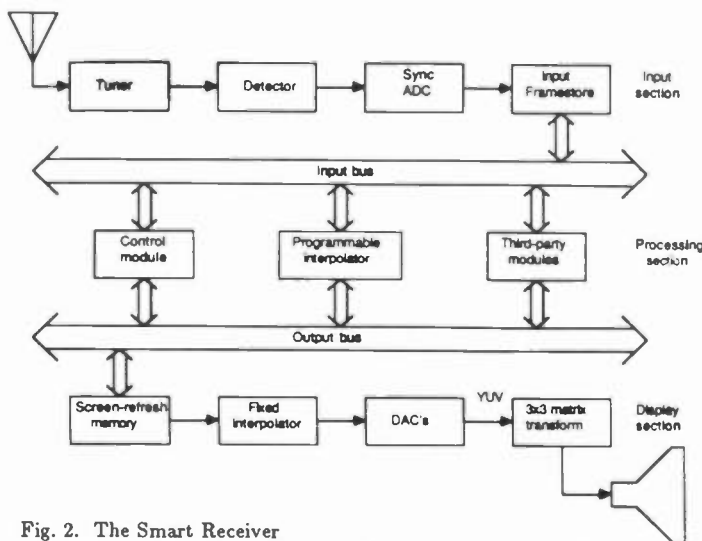 Tuner
Detector
Sync
ADC
Input
Framestore
Input
section
Input bus
Control
module
Programmable
interpolator
Third-party
modules
Processing
section
Output bus
Screen-refresh
memory
Fixed
interpolator
DAC's
YUV
3x3 matrix
transform
Display
section
Fig. 2. The Smart Receiver